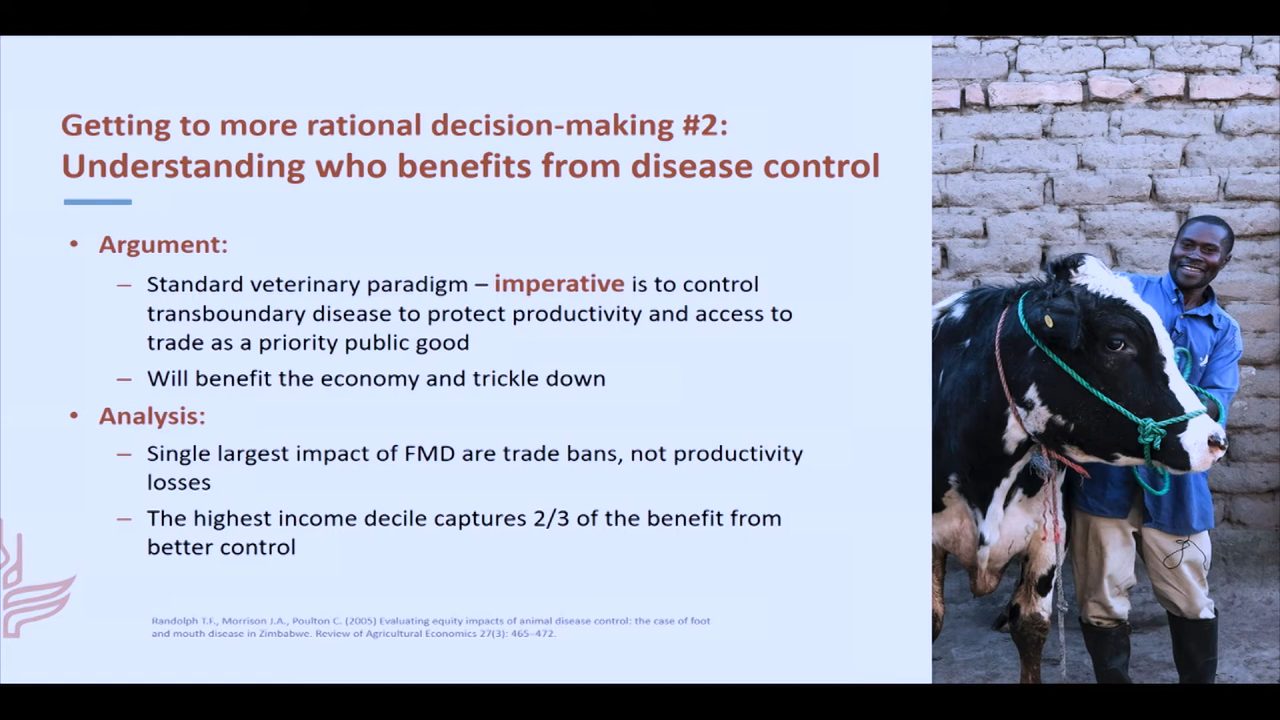 Getting to more rational decision-making #2:
Understanding who benefits from disease control
• Argument:
– Standard veterinary paradigm – imperative is to control
transboundary disease to protect productivity and access to
trade as a priority public good
– Will benefit the economy and trickle down
• Analysis:
– Single largest impact of FMD are trade bans, not productivity
losses
– The highest income decile captures 2/3 of the benefit from
better control
Randolph T.F., Morrison J.A., Poulton C. (2005) Evaluating equity impacts of animal disease control: the case of foot
and mouth disease in Zimbabwe. Review of Agricultural Economics 27(3): 465–472.